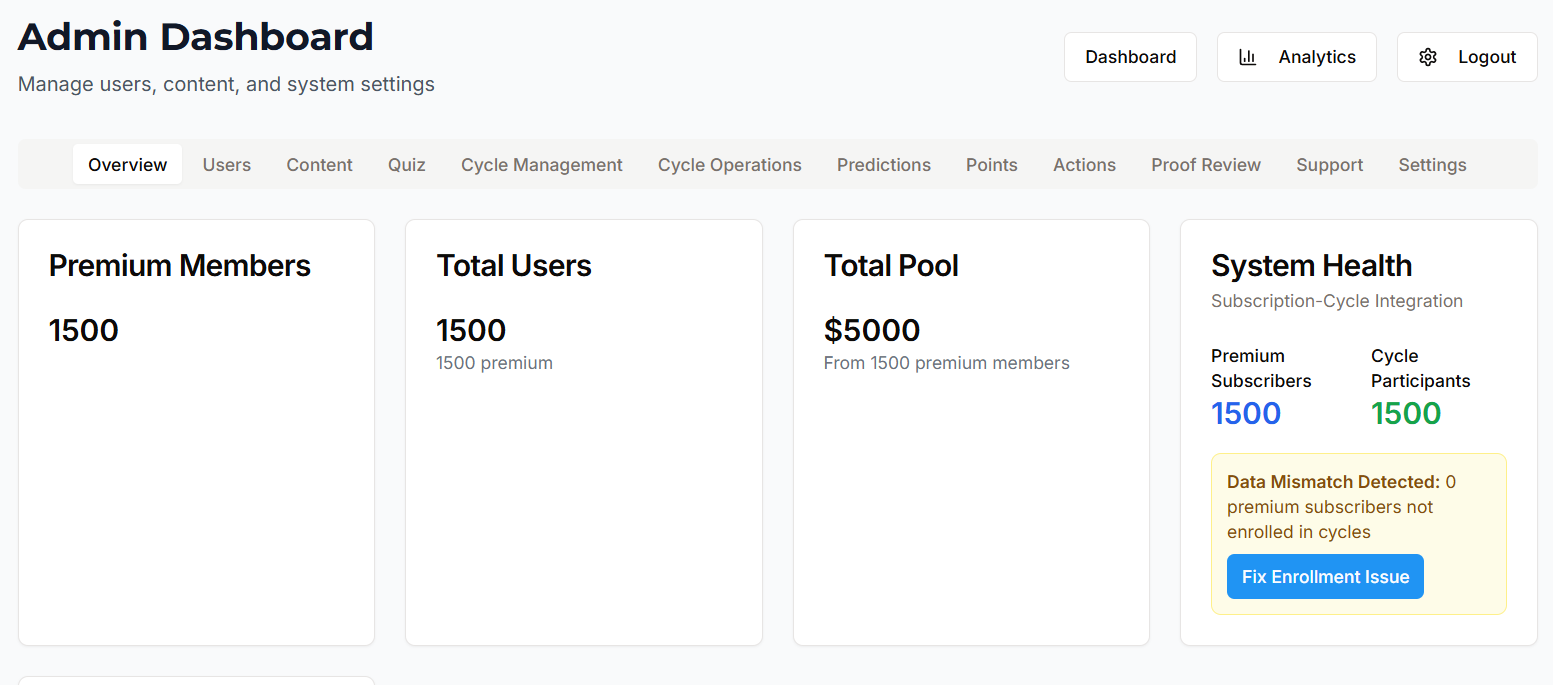 Admin Dashboard
Manage users, content, and system settings
Dashboard
Analytics
Logout
Overview
Users
Content
Quiz
Cycle Management
Cycle Operations
Predictions
Points
Actions
Proof Review
Support
Settings
Premium Members
1500
Total Users
1500
1500 premium
Total Pool
$5000
From 1500 premium members
System Health
Subscription-Cycle Integration
Premium
Subscribers
1500
Cycle
Participants
1500
Data Mismatch Detected: 0
premium subscribers not
enrolled in cycles
Fix Enrollment Issue